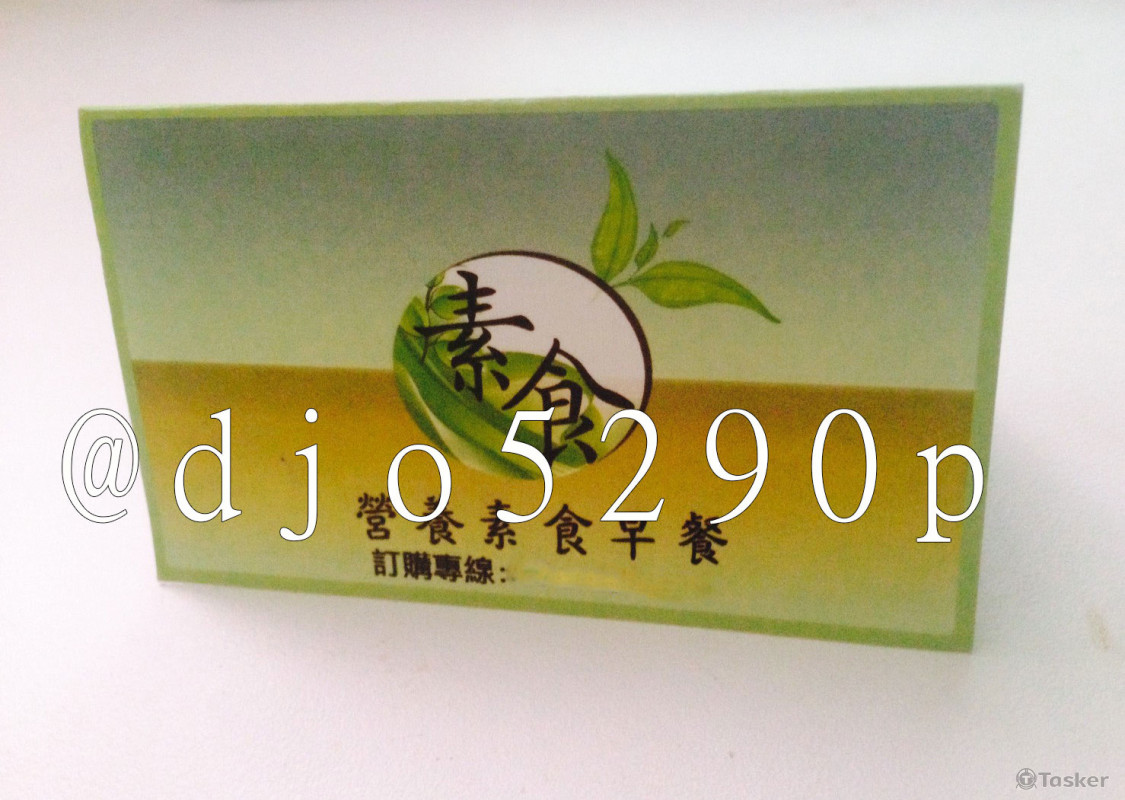 素食
@djo5290p
營養素食早餐
訂購專線:
Tasker